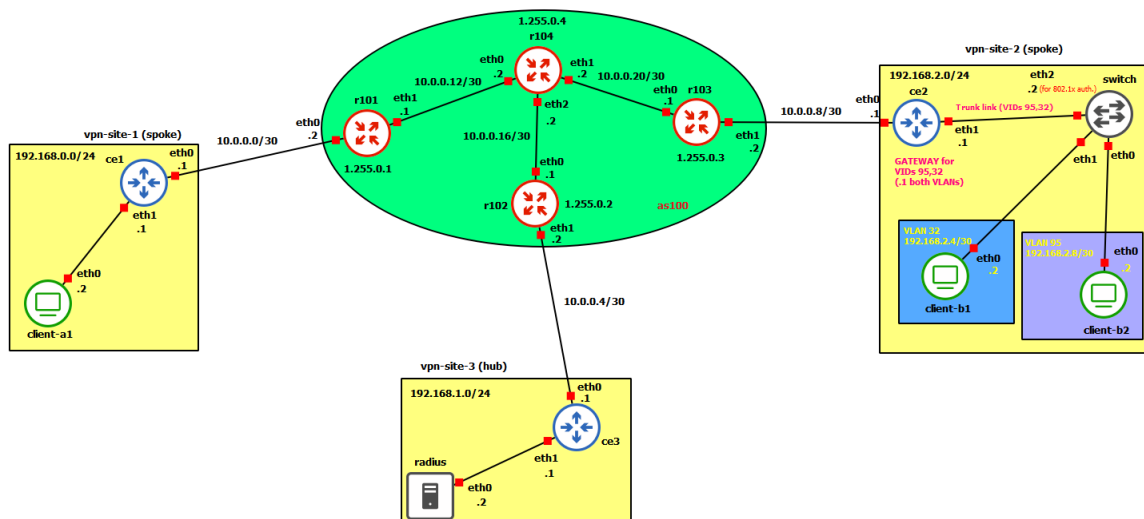 1.255.0.4
r104
eth0
.2
eth1
.2
10.0.0.12/30
10.0.0.20/30
eth2
.2
r101
eth1
.1
eth0
.2
1.255.0.1
10.0.0.16/30
eth0
.1
r103
eth0
.1
eth1
.2
1.255.0.3
r102
1.255.0.2
eth1
.2
as100
10.0.0.0/30
10.0.0.8/30
10.0.0.4/30
vpn-site-1 (spoke)
192.168.0.0/24
ce1
eth0
.1
eth1
.1
eth0
.2
client-a1
vpn-site-2 (spoke)
192.168.2.0/24
ce2
eth0
.1
eth1
.1
eth2
.2 (for 802.1x auth.)
switch
Trunk link (VIDs 95,32)
eth1
eth0
GATEWAY for
VIDs 95,32
(.1 both VLANs)
VLAN 32
192.168.2.4/30
eth0
.2
client-b1
VLAN 95
192.168.2.8/30
eth0
.2
client-b2
vpn-site-3 (hub)
192.168.1.0/24
eth0
.1
ce3
eth1
.1
radius
eth0
.2